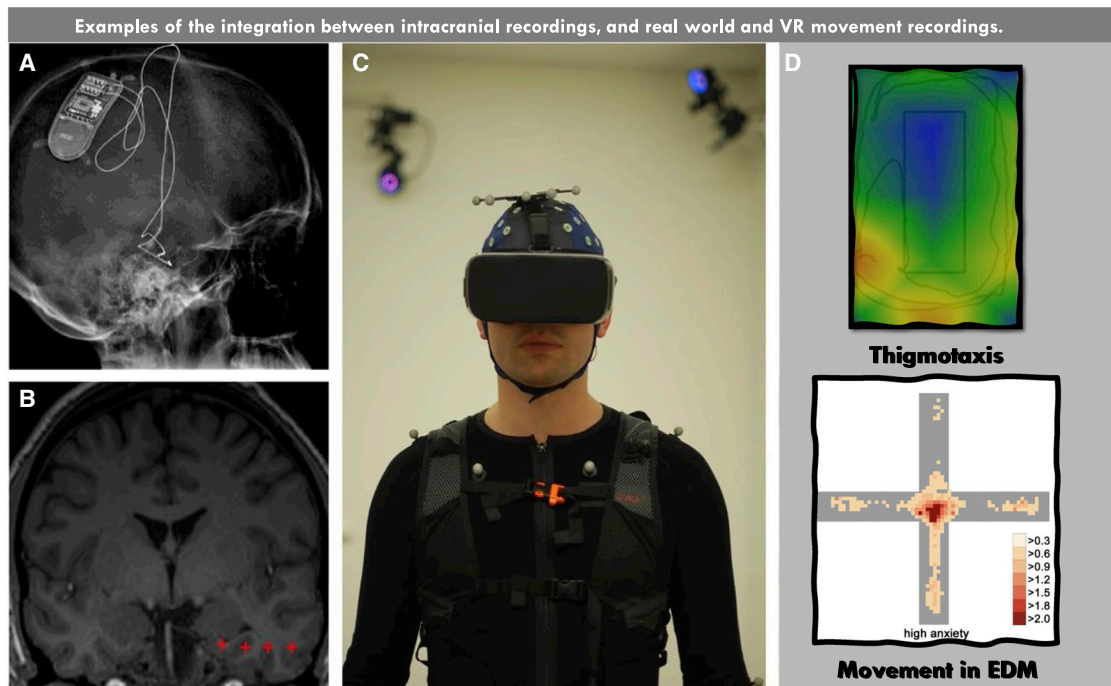 Examples of the integration between intracranial recordings, and real world and VR movement recordings.
A
B
C
D
Thigmotaxis
>0.3
>0.6
>0.9
>1.2
>1.5
>1.8
>2.0
high anxiety
Movement in EDM